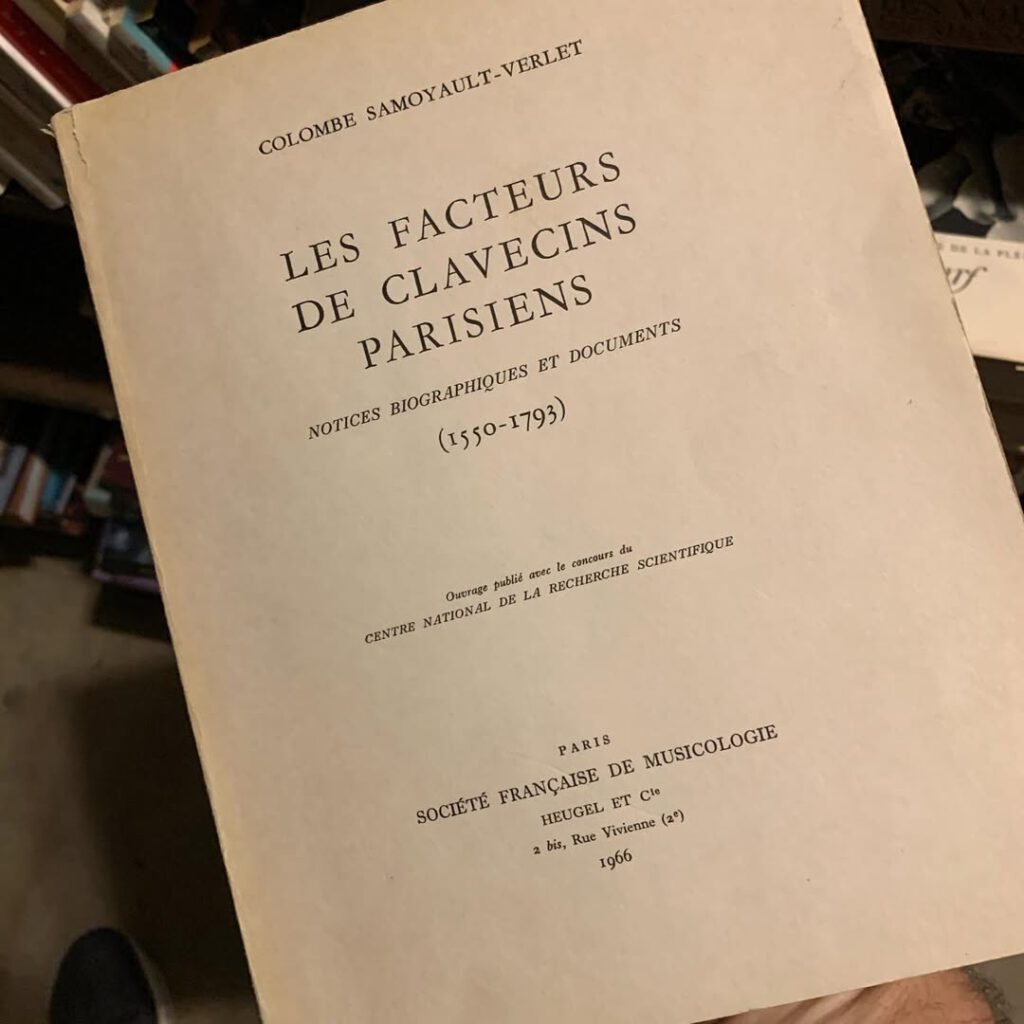 COLOMBE SAMOYAULT-VERLET
LES FACTEURS
DE CLAVECINS
PARISIENS
NOTICES BIOGRAPHIQUES ET DOCUMENTS
(1550-1793)
Ouvrage publié avec le concours du
CENTRE NATIONAL DE LA RECHERCHE SCIENTIFIQUE
PARIS
SOCIÉTÉ FRANÇAISE DE MUSICOLOGIE
HEUGEL ET Cie
2 bis, Rue Vivienne (2e)
1966
DE LA